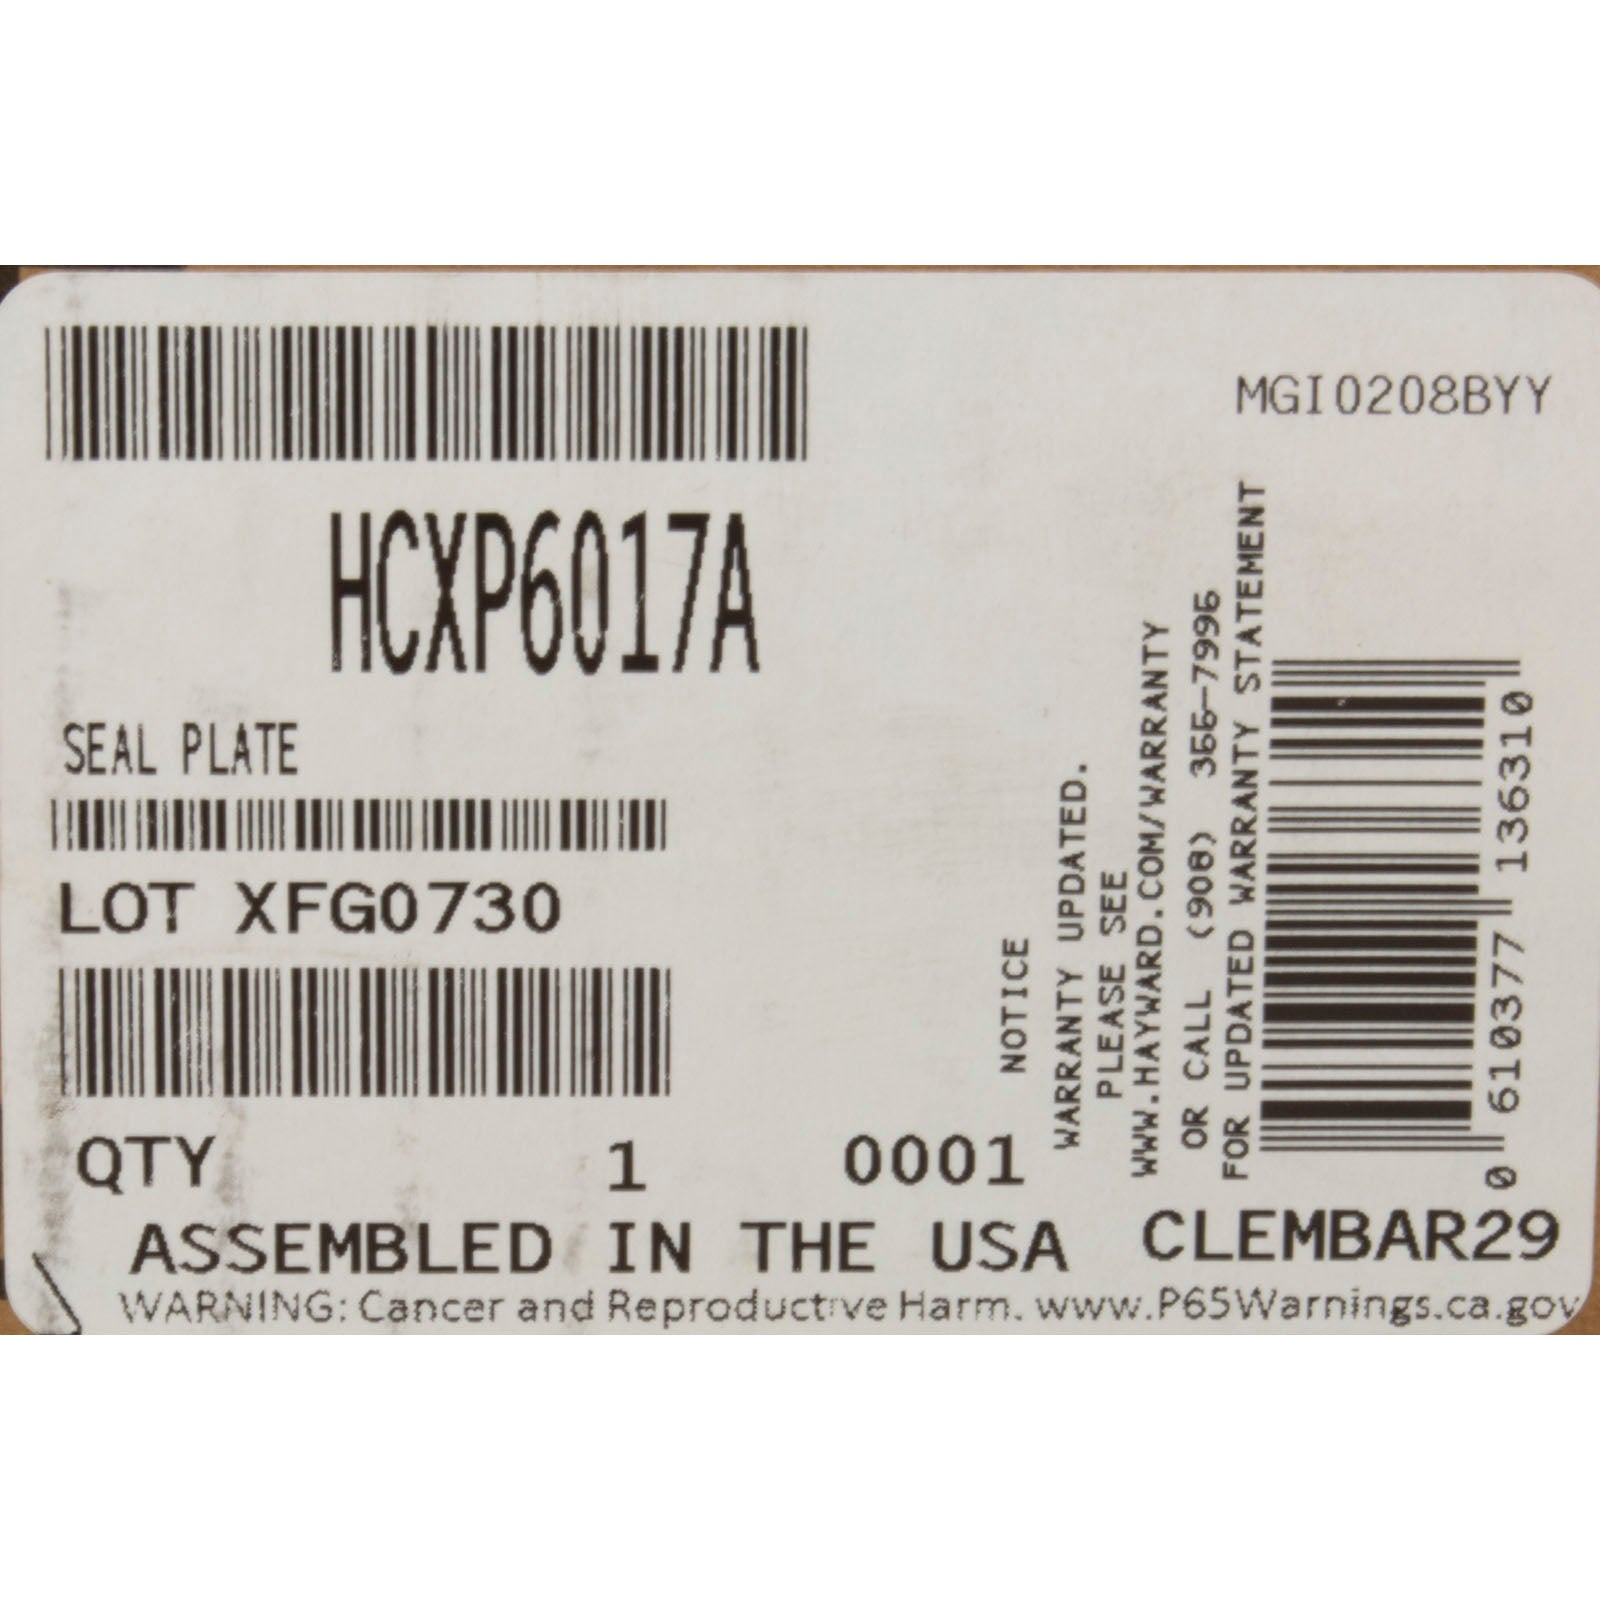 MGI0208BYY
HCXP6017A
SEAL PLATE
LOT XFG0730
QTY 1 0001
NOTICE
WARRANTY UPDATED.
PLEASE SEE
WWW.HAYWARD.COM/WARRANTY
OR CALL (908) 355-7995
FOR UPDATED WARRANTY STATEMENT
0 610377 136310
ASSEMBLED IN THE USA CLEMBAR29
WARNING: Cancer and Reproductive Harm. www.P65Warnings.ca.gov